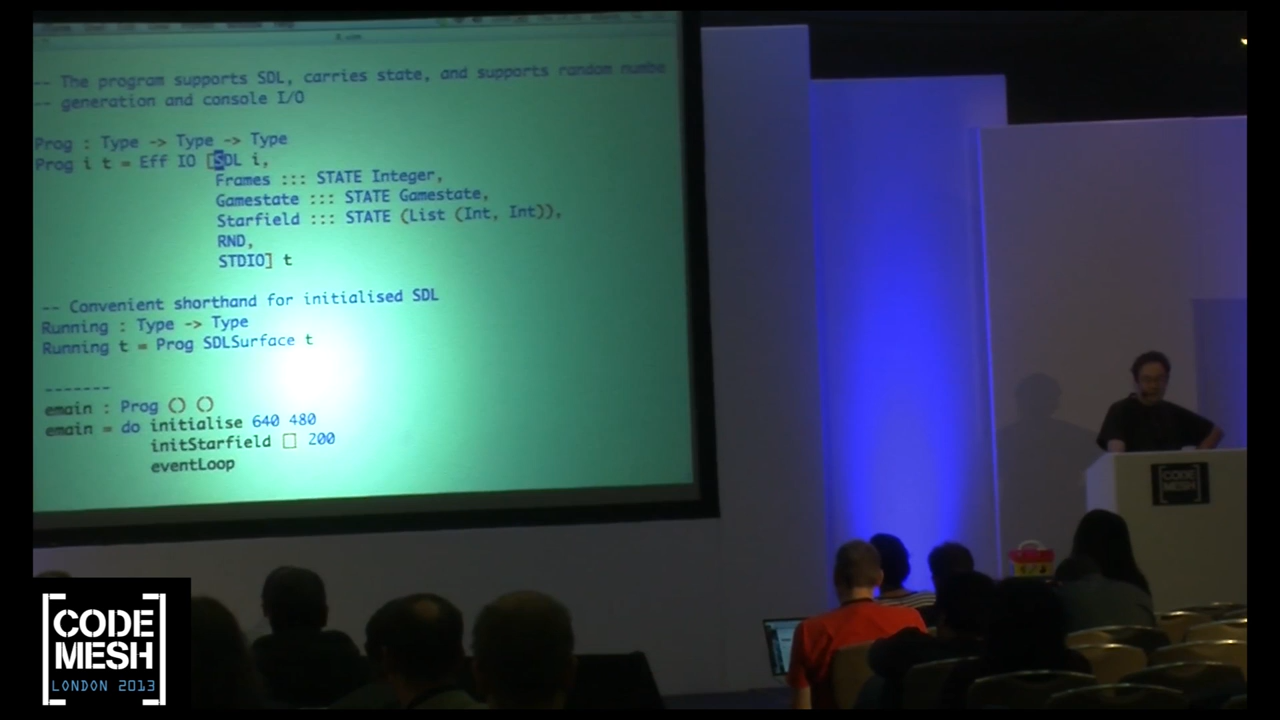 -- The program supports SDL, carries state, and supports random numbe
-- generation and console I/O
Prog : Type -> Type -> Type
Prog i t = Eff IO [SDL i,
Frames ::: STATE Integer,
Gamestate ::: STATE Gamestate,
Starfield ::: STATE (List (Int, Int)),
RND,
STDIO] t
-- Convenient shorthand for initialised SDL
Running : Type -> Type
Running t = Prog SDLSurface t
-------
emain : Prog () ()
emain = do initialise 640 480
initStarfield [] 200
eventLoop
CODE
MESH
[CODE
MESH]
LONDON 2013